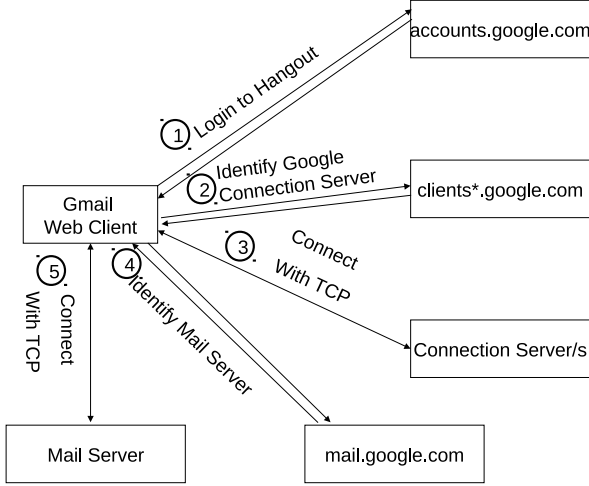 accounts.google.com
1
Login to Hangout
2
Identify Google
Connection Server
clients*.google.com
Gmail
Web Client
3
Connect
With TCP
4
Identify Mail Server
5
Connect
With TCP
Connection Server/s
Mail Server
mail.google.com